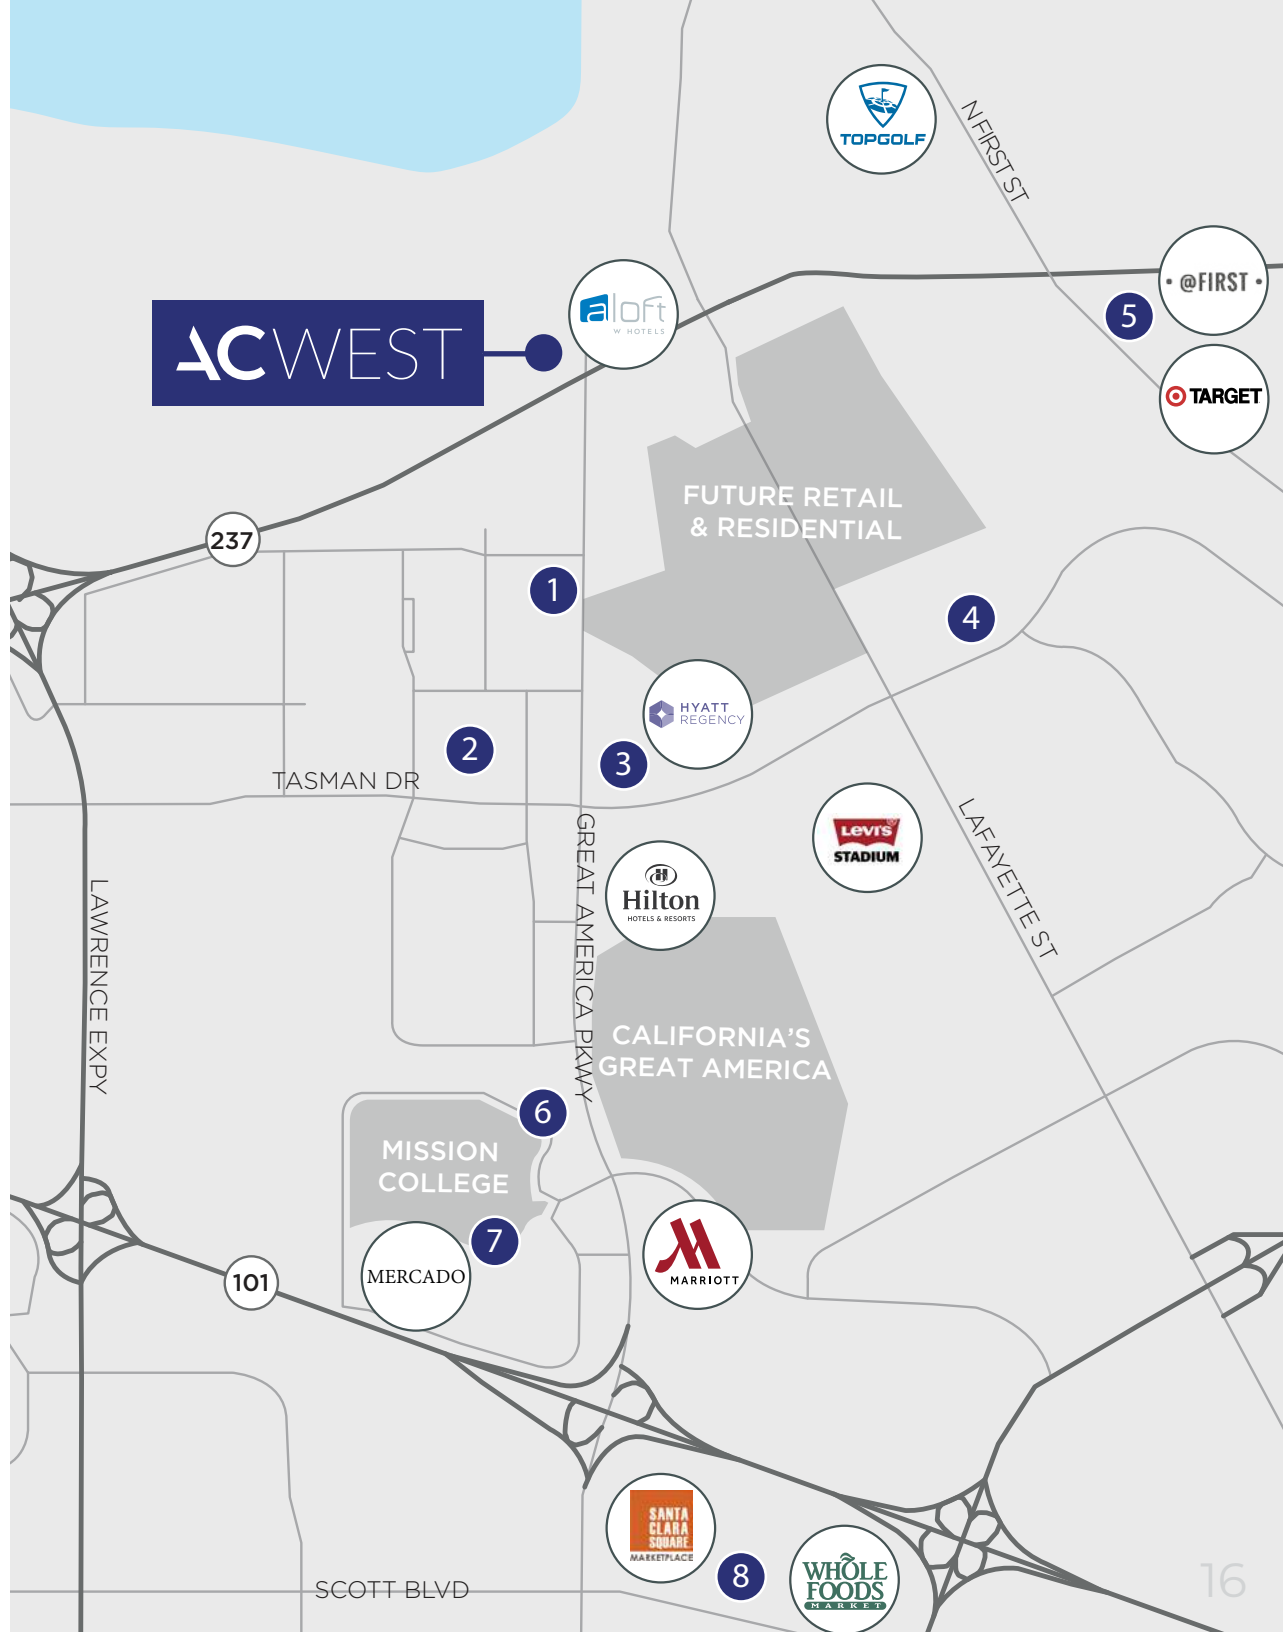 TOPGOLF
N FIRST ST
• @FIRST •
aloft
W HOTELS
5
ACWEST
TARGET
FUTURE RETAIL
& RESIDENTIAL
237
1
4
HYATT
REGENCY
2
3
TASMAN DR
LEVI'S
STADIUM
LAFAYETTE ST
GREAT AMERICA PKWY
Hilton
HOTELS & RESORTS
LAWRENCE EXPY
CALIFORNIA'S
GREAT AMERICA
6
MISSION
COLLEGE
7
MERCADO
MARRIOTT
101
SANTA
CLARA
SQUARE
MARKETPLACE
8
WHOLE
FOODS
MARKET
SCOTT BLVD
16